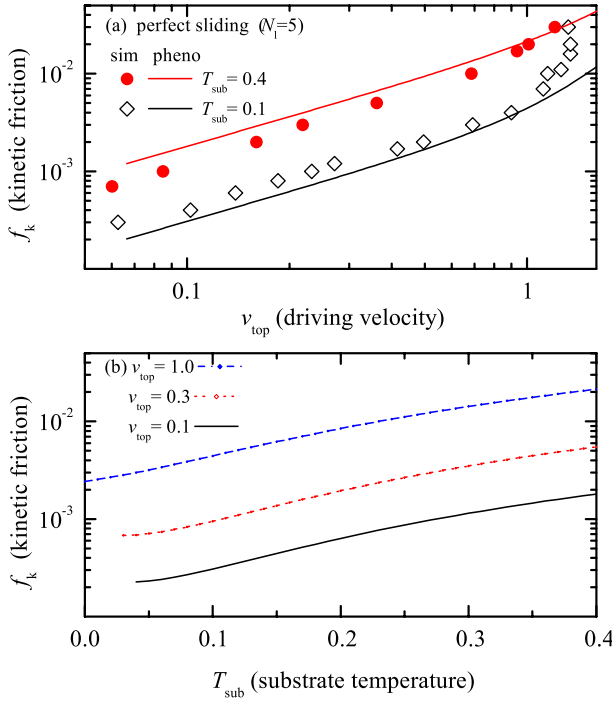 (a) perfect sliding (N_l=5)
sim pheno
T_sub = 0.4
T_sub = 0.1
10^-2
10^-3
f_k (kinetic friction)
0.1 1
v_top (driving velocity)
(b) v_top = 1.0
v_top = 0.3
v_top = 0.1
10^-2
10^-3
f_k (kinetic friction)
0.0 0.1 0.2 0.3 0.4
T_sub (substrate temperature)